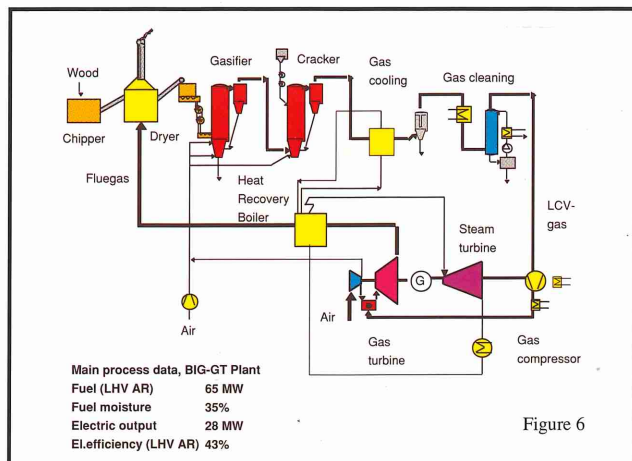 Wood
Chipper
Dryer
Gasifier
Cracker
Gas
cooling
Gas cleaning
Fluegas
Heat
Recovery
Boiler
LCV-
gas
Steam
turbine
G
Air
Air
Gas
turbine
Gas
compressor
Main process data, BIG-GT Plant
Fuel (LHV AR) 65 MW
Fuel moisture 35%
Electric output 28 MW
El.efficiency (LHV AR) 43%
Figure 6